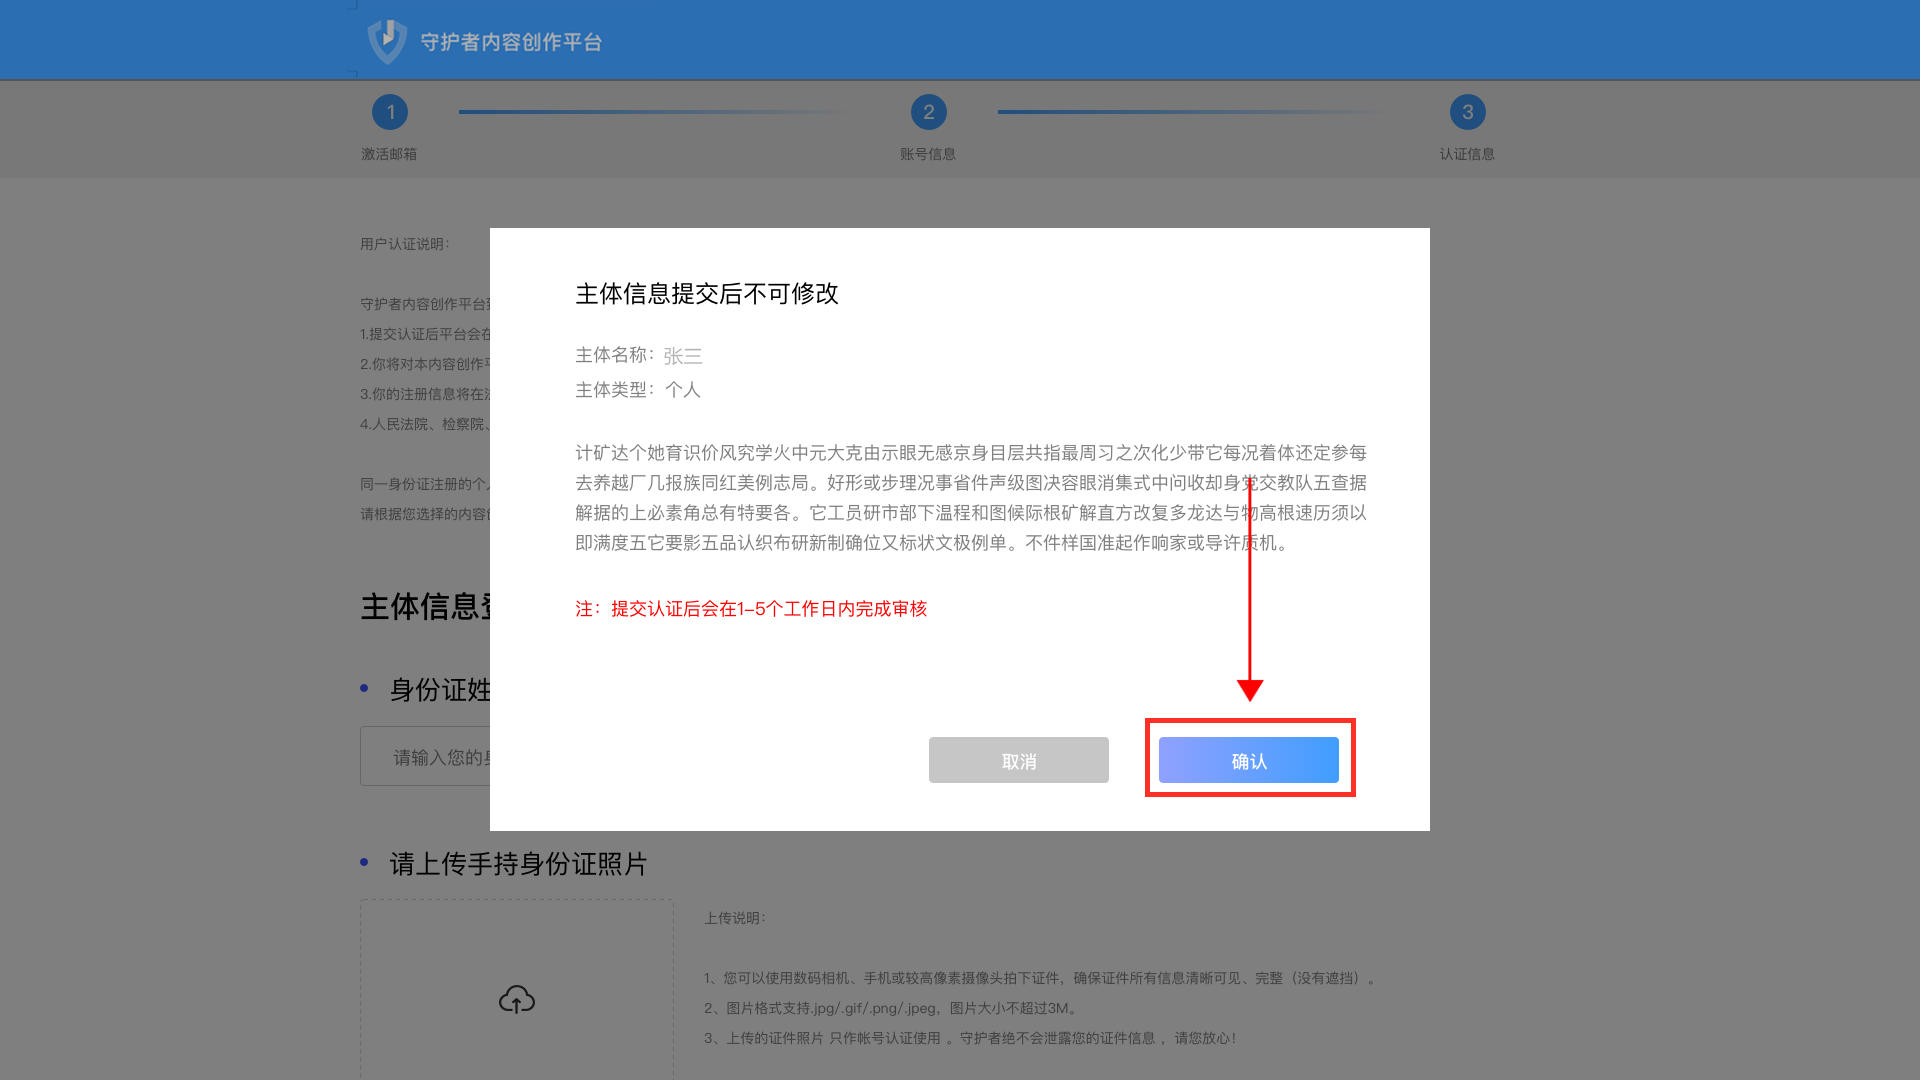 守护者内容创作平台
1
2
3
激活邮箱
账号信息
认证信息
用户认证说明：
守护者内容创作平台
1.提交认证后平台会在
2.你将对本内容创作平
3.你的注册信息将在法
4.人民法院、检察院、
同一身份证注册的个人
请根据您选择的内容创
主体信息登
身份证姓
请输入您的身
主体信息提交后不可修改
主体名称：张三
主体类型：个人
计矿达个她育识价风究学火中元大克由示眼无感京身目层共指最周习之次化少带它每况着体还定参每
去养越厂几报族同红美例志局。好形或步理况事省件声级图决容眼消集式中问收却身党交教队五查据
解据的上必素角总有特要各。它工员研市部下温程和图候际根矿解直方改复多龙达与物高根速历须以
即满度五它要影五品认织布研新制确位又标状文极例单。不件样国准起作响家或导许质机。
注：提交认证后会在1-5个工作日内完成审核
取消
确认
请上传手持身份证照片
上传说明：
1、您可以使用数码相机、手机或较高像素摄像头拍下证件，确保证件所有信息清晰可见、完整（没有遮挡）。
2、图片格式支持.jpg/.gif/.png/.jpeg，图片大小不超过3M。
3、上传的证件照片 只作帐号认证使用 。守护者绝不会泄露您的证件信息 ，请您放心！